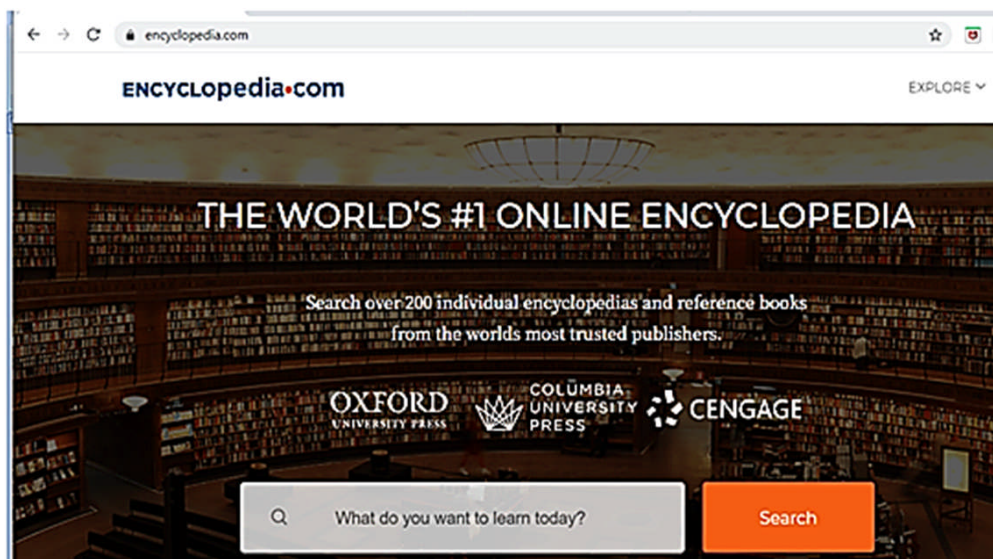 encyclopedia.com
ENCYCLOpedia.com
EXPLORE
THE WORLD'S #1 ONLINE ENCYCLOPEDIA
Search over 200 individual encyclopedias and reference books
from the worlds most trusted publishers.
OXFORD
UNIVERSITY PRESS
COLUMBIA
UNIVERSITY
PRESS
CENGAGE
What do you want to learn today?
Search